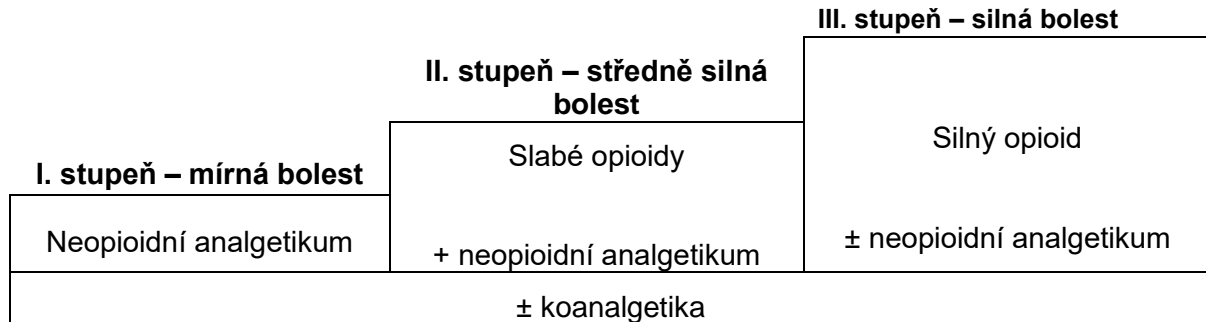 III. stupeň – silná bolest
II. stupeň – středně silná
bolest
Silný opioid
Slabé opioidy
I. stupeň – mírná bolest
Neopioidní analgetikum
+ neopioidní analgetikum
± neopioidní analgetikum
± koanalgetika